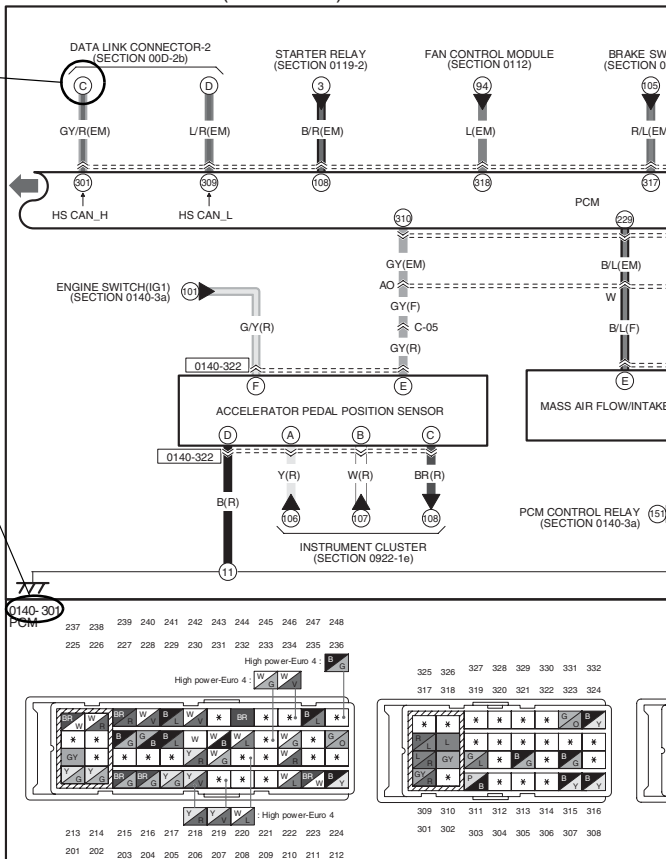 DATA LINK CONNECTOR-2
(SECTION 00D-2b)
STARTER RELAY
(SECTION 0119-2)
FAN CONTROL MODULE
(SECTION 0112)
BRAKE SW
(SECTION 0
C D 3 94 105
GY/R(EM) L/R(EM) B/R(EM) L(EM) R/L(EM
301 309 108 318 317
HS CAN_H HS CAN_L
PCM
310 229
GY(EM) B/L(EM)
ENGINE SWITCH(IG1)
(SECTION 0140-3a)
101
AO W
GY(F)
G/Y(R) C-05 B/L(F)
GY(R)
0140-322
F E E
ACCELERATOR PEDAL POSITION SENSOR
MASS AIR FLOW/INTAKE
D A B C
0140-322
Y(R) W(R) BR(R)
B(R)
106 107 108
INSTRUMENT CLUSTER
(SECTION 0922-1e)
PCM CONTROL RELAY
(SECTION 0140-3a)
151
11
0140-301
PCM
237 238 239 240 241 242 243 244 245 246 247 248
225 226 227 228 229 230 231 232 233 234 235 236
High power-Euro 4 : B G
High power-Euro 4 : W G W V
Y R Y V W L : High power-Euro 4
213 214 215 216 217 218 219 220 221 222 223 224
201 202 203 204 205 206 207 208 209 210 211 212
325 326 327 328 329 330 331 332
317 318 319 320 321 322 323 324
309 310 311 312 313 314 315 316
301 302 303 304 305 306 307 308